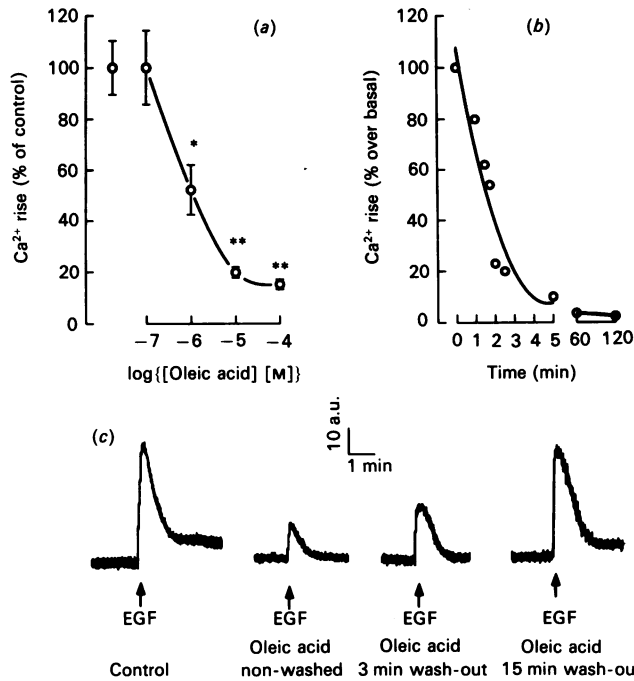 (a)
Ca²⁺ rise (% of control)
120
100
80
60
40
20
0
*
**
**
−7
−6
−5
−4
log{[Oleic acid] [M]}
(b)
Ca²⁺ rise (% over basal)
120
100
80
60
40
20
0
0 1 2 3 4 5 60 120
Time (min)
(c)
10 a.u.
1 min
EGF
EGF
EGF
EGF
Control
Oleic acid
non-washed
Oleic acid
3 min wash-out
Oleic acid
15 min wash-ou